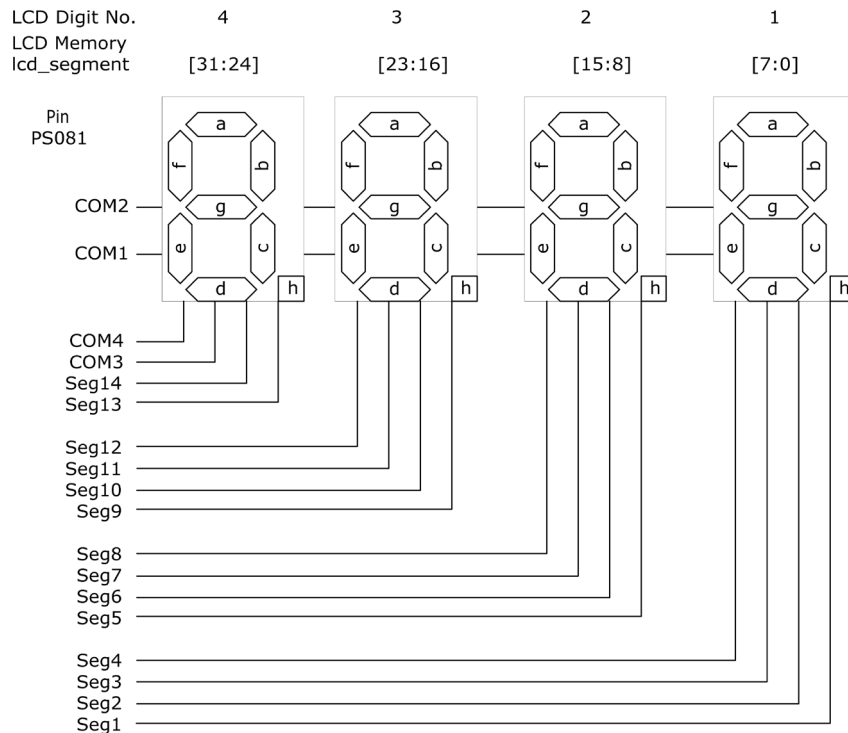 LCD Digit No. 4 3 2 1
LCD Memory
lcd_segment [31:24] [23:16] [15:8] [7:0]
Pin
PS081
a a a a
f b f b f b f b
COM2 g g g g
COM1 e c e c e c e c
d h d h d h d h
COM4
COM3
Seg14
Seg13
Seg12
Seg11
Seg10
Seg9
Seg8
Seg7
Seg6
Seg5
Seg4
Seg3
Seg2
Seg1